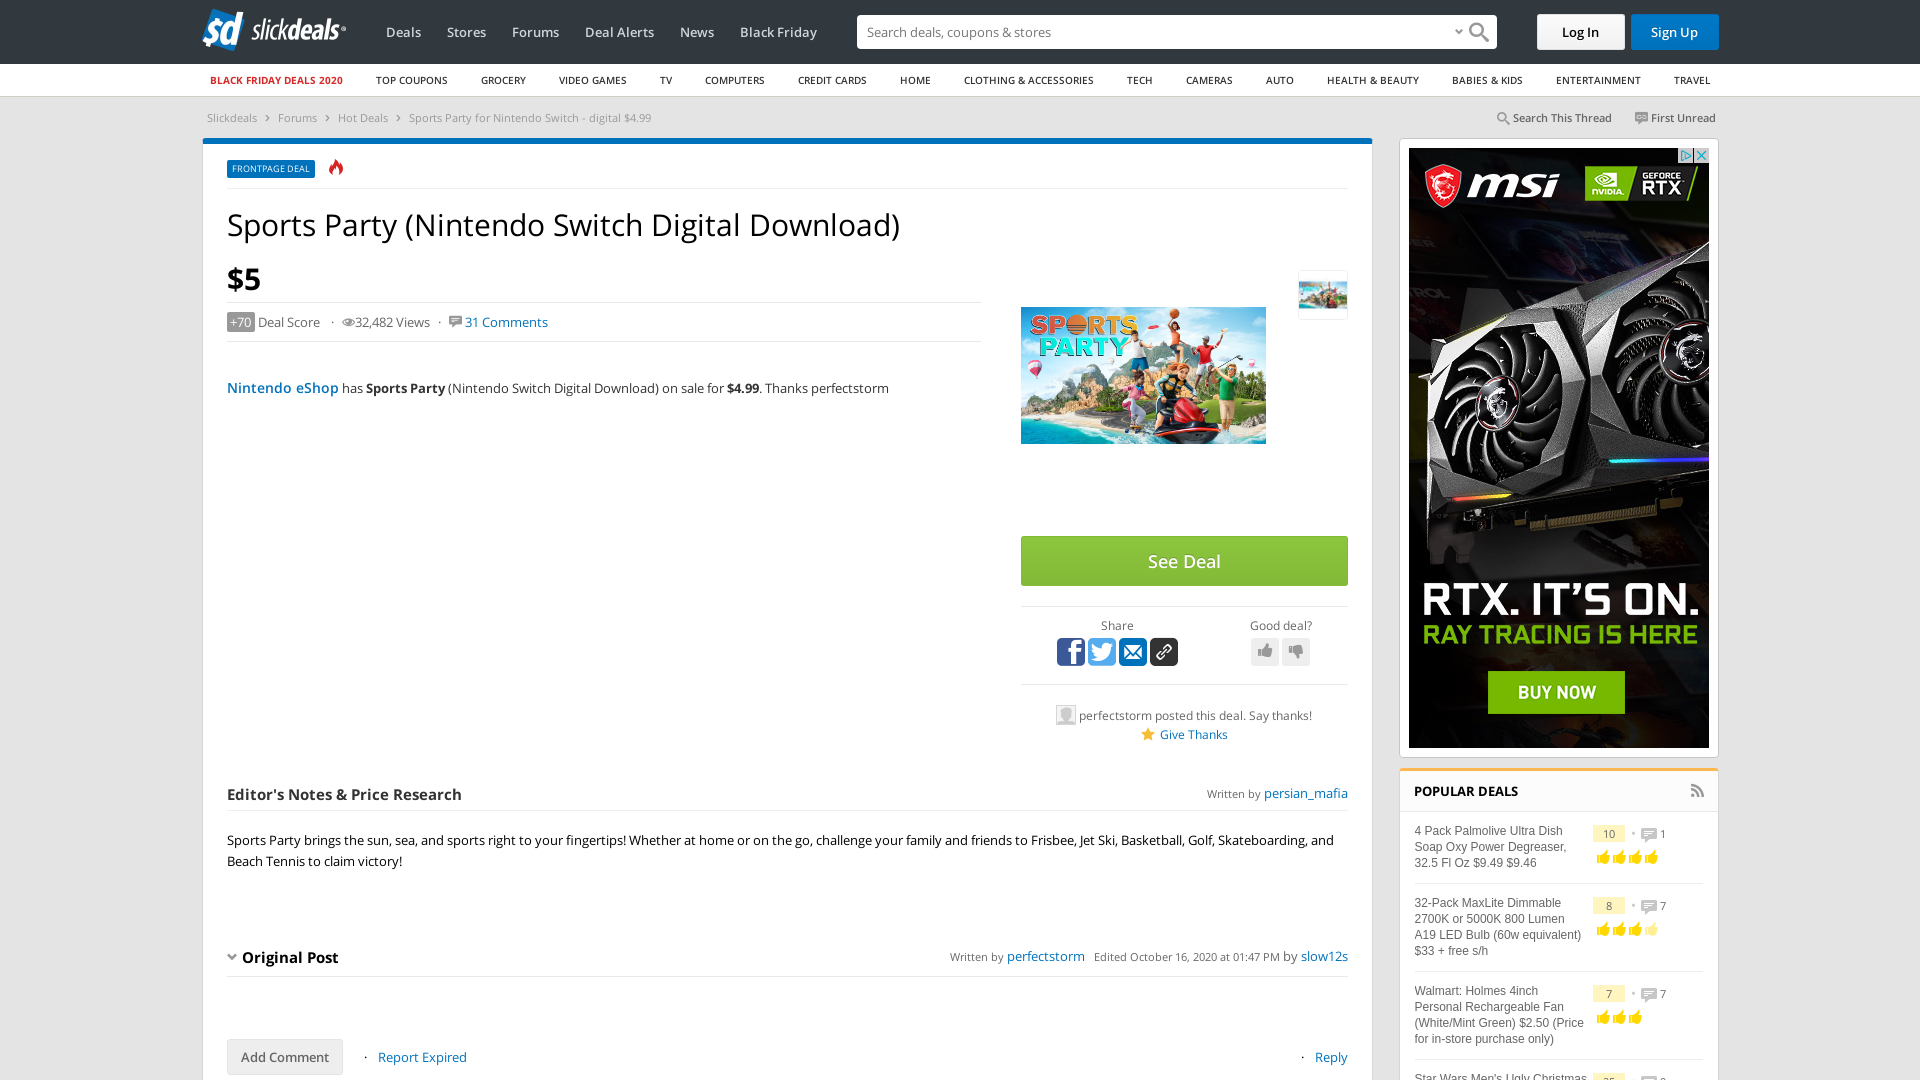 slickdeals
Deals
Stores
Forums
Deal Alerts
News
Black Friday
Search deals, coupons & stores
Log In
Sign Up
BLACK FRIDAY DEALS 2020
TOP COUPONS
GROCERY
VIDEO GAMES
TV
COMPUTERS
CREDIT CARDS
HOME
CLOTHING & ACCESSORIES
TECH
CAMERAS
AUTO
HEALTH & BEAUTY
BABIES & KIDS
ENTERTAINMENT
TRAVEL
Slickdeals › Forums › Hot Deals › Sports Party for Nintendo Switch - digital $4.99
Search This Thread
First Unread
FRONTPAGE DEAL
Sports Party (Nintendo Switch Digital Download)
$5
+70 Deal Score · 32,482 Views · 31 Comments
Nintendo eShop has Sports Party (Nintendo Switch Digital Download) on sale for $4.99. Thanks perfectstorm
SPORTS
PARTY
See Deal
Share
Good deal?
perfectstorm posted this deal. Say thanks!
Give Thanks
Editor's Notes & Price Research
Written by persian_mafia
Sports Party brings the sun, sea, and sports right to your fingertips! Whether at home or on the go, challenge your family and friends to Frisbee, Jet Ski, Basketball, Golf, Skateboarding, and
Beach Tennis to claim victory!
Original Post
Written by perfectstorm Edited October 16, 2020 at 01:47 PM by slow12s
Add Comment · Report Expired
· Reply
msi
NVIDIA
GEFORCE
RTX
RTX. IT'S ON.
RAY TRACING IS HERE
BUY NOW
POPULAR DEALS
4 Pack Palmolive Ultra Dish
Soap Oxy Power Degreaser,
32.5 Fl Oz $9.49 $9.46
10 • 1
32-Pack MaxLite Dimmable
2700K or 5000K 800 Lumen
A19 LED Bulb (60w equivalent)
$33 + free s/h
8 • 7
Walmart: Holmes 4inch
Personal Rechargeable Fan
(White/Mint Green) $2.50 (Price
for in-store purchase only)
7 • 7
Star Wars Men's Ugly Christmas